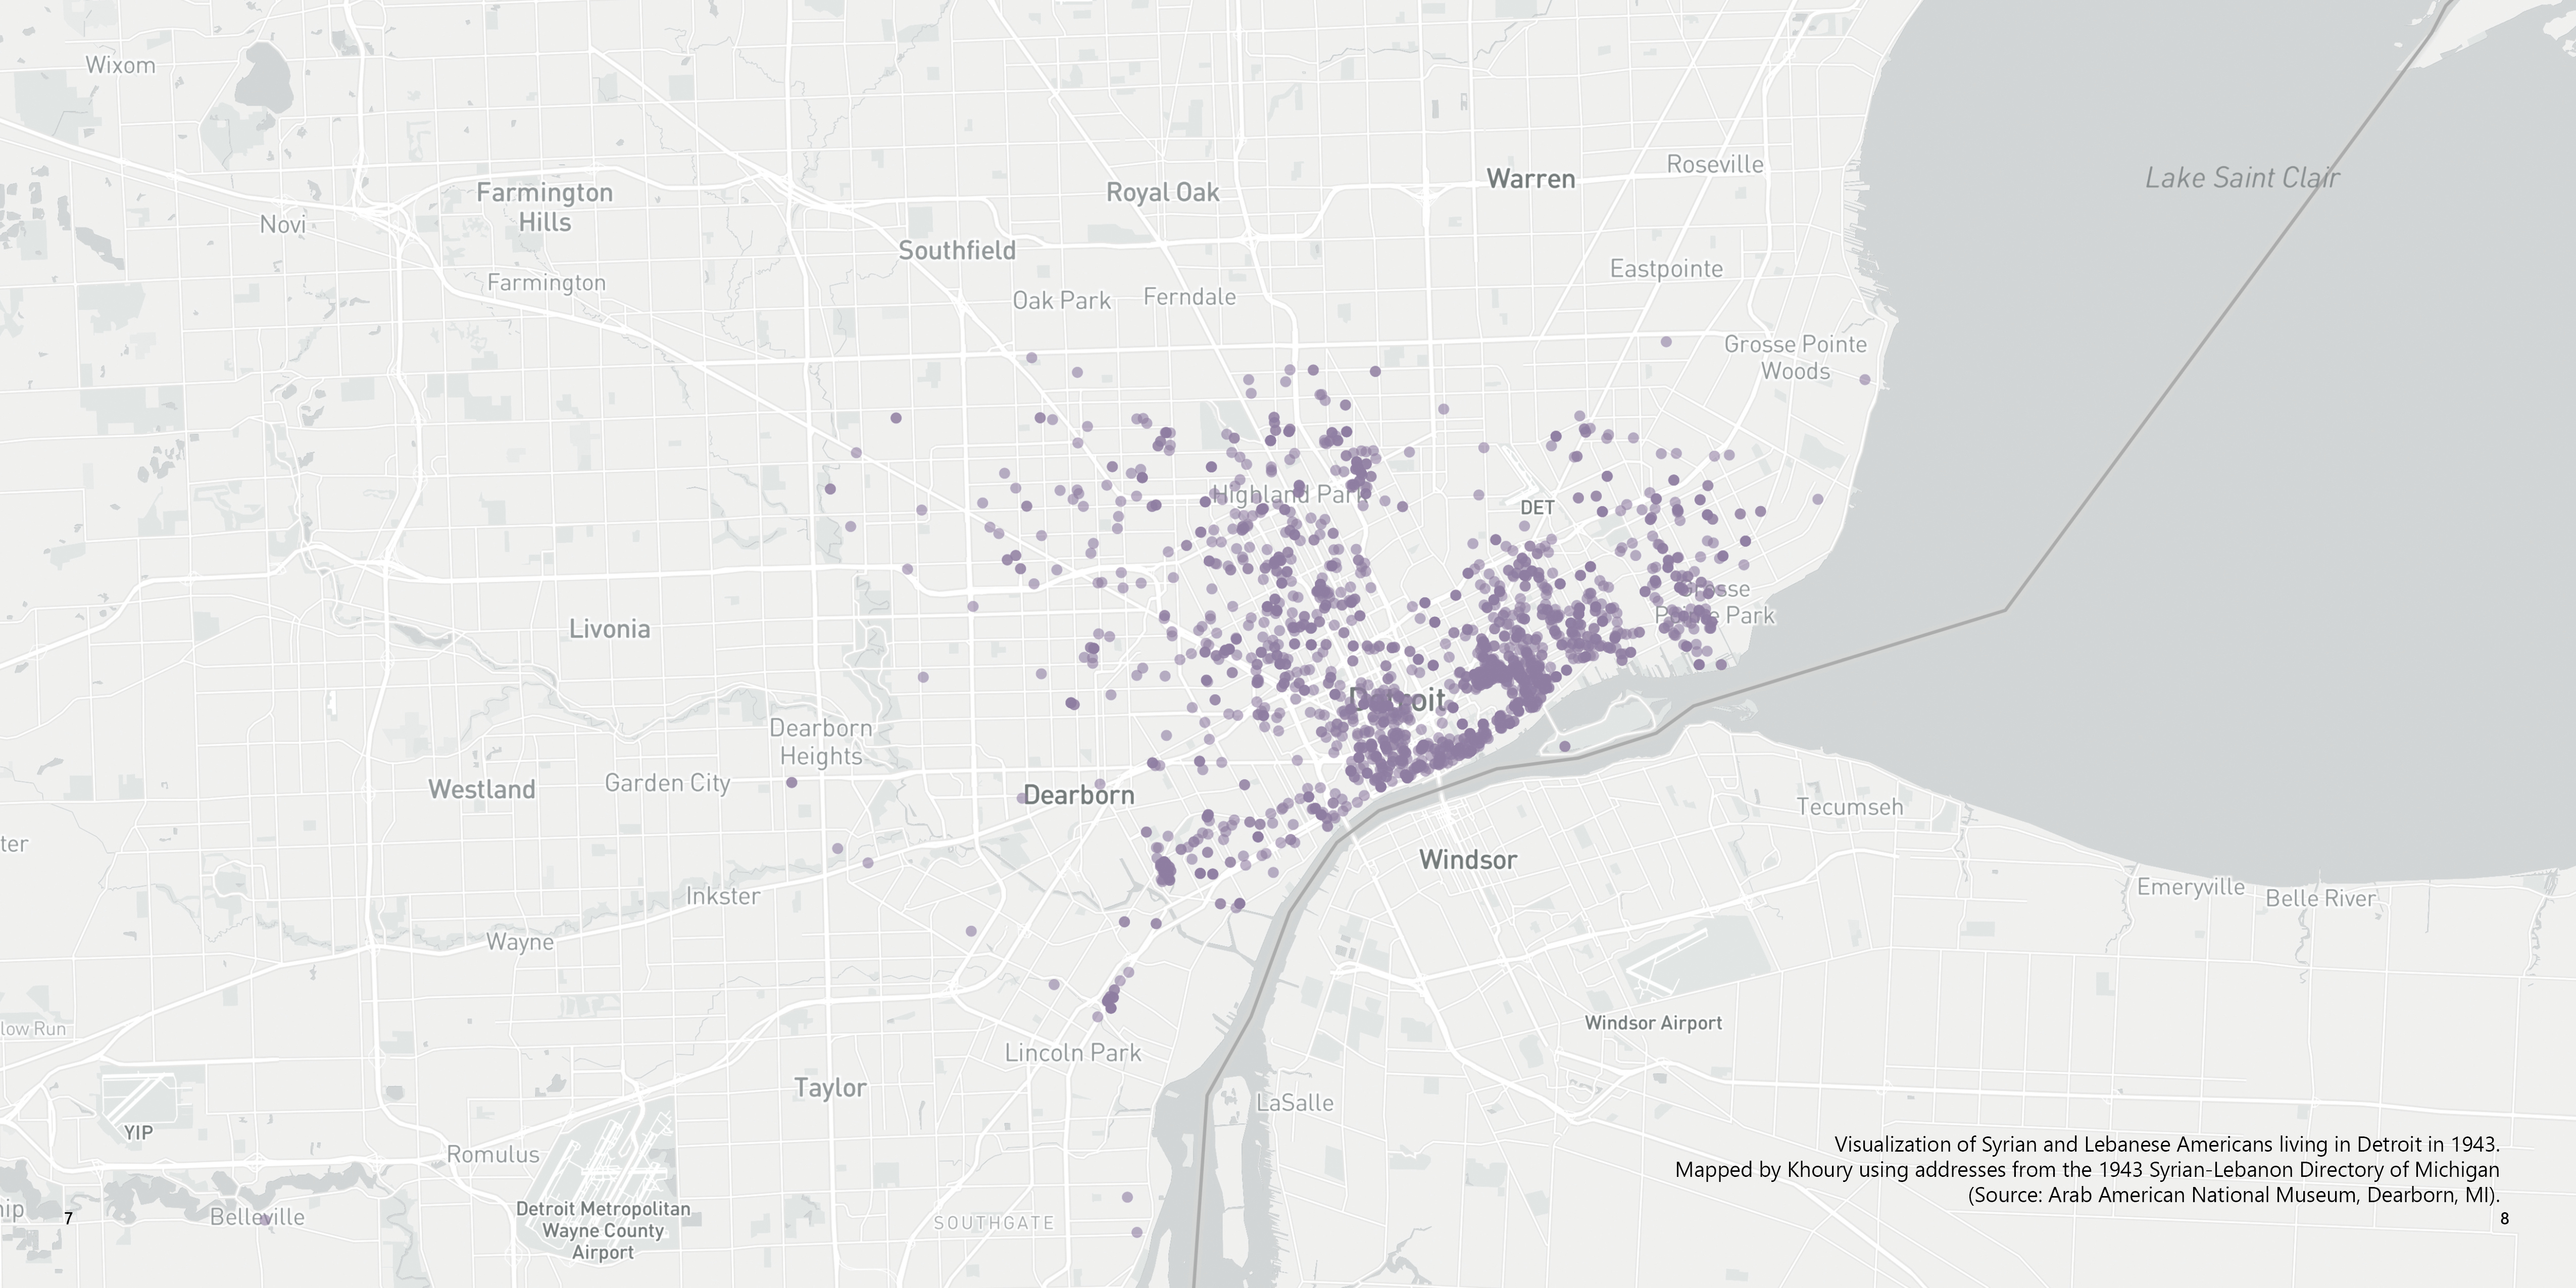 Wixom
Lake Saint Clair
Roseville
Warren
Royal Oak
Farmington
Hills
Novi
Southfield
Eastpointe
Farmington
Oak Park
Ferndale
Grosse Pointe
Woods
Highland Park
DET
Grosse
Pointe Park
Livonia
Detroit
Dearborn
Heights
Westland
Garden City
Dearborn
Tecumseh
ter
Windsor
Emeryville
Belle River
Inkster
Wayne
low Run
Windsor Airport
Lincoln Park
Taylor
LaSalle
YIP
Romulus
Visualization of Syrian and Lebanese Americans living in Detroit in 1943.
Mapped by Khoury using addresses from the 1943 Syrian-Lebanon Directory of Michigan
(Source: Arab American National Museum, Dearborn, MI).
hip
7
Belleville
Detroit Metropolitan
Wayne County
Airport
SOUTHGATE
8